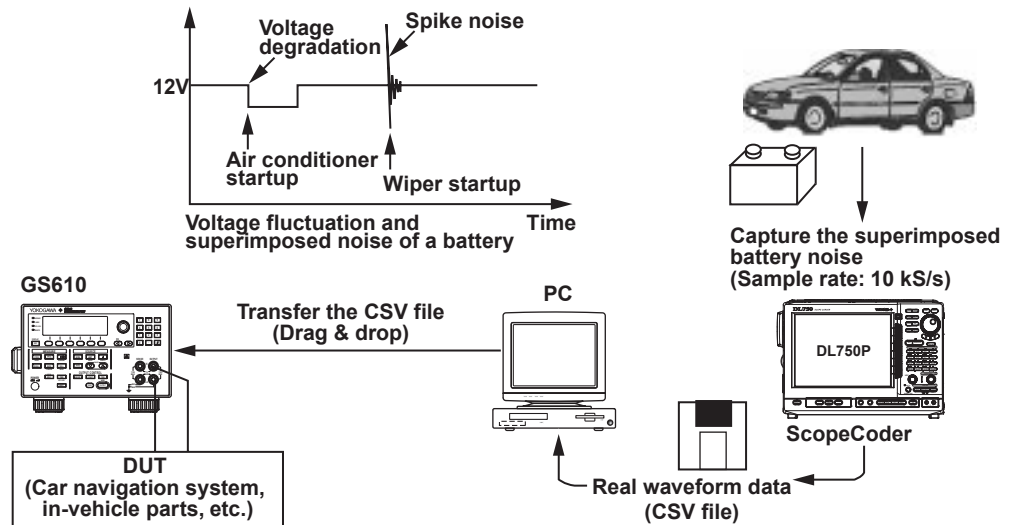 Voltage
degradation
Spike noise
12V
Air conditioner
startup
Wiper startup
Voltage fluctuation and
superimposed noise of a battery
Time
Capture the superimposed
battery noise
(Sample rate: 10 kS/s)
GS610
YOKOGAWA
Transfer the CSV file
(Drag & drop)
PC
DL750
DL750P
ScopeCoder
DUT
(Car navigation system,
in-vehicle parts, etc.)
Real waveform data
(CSV file)